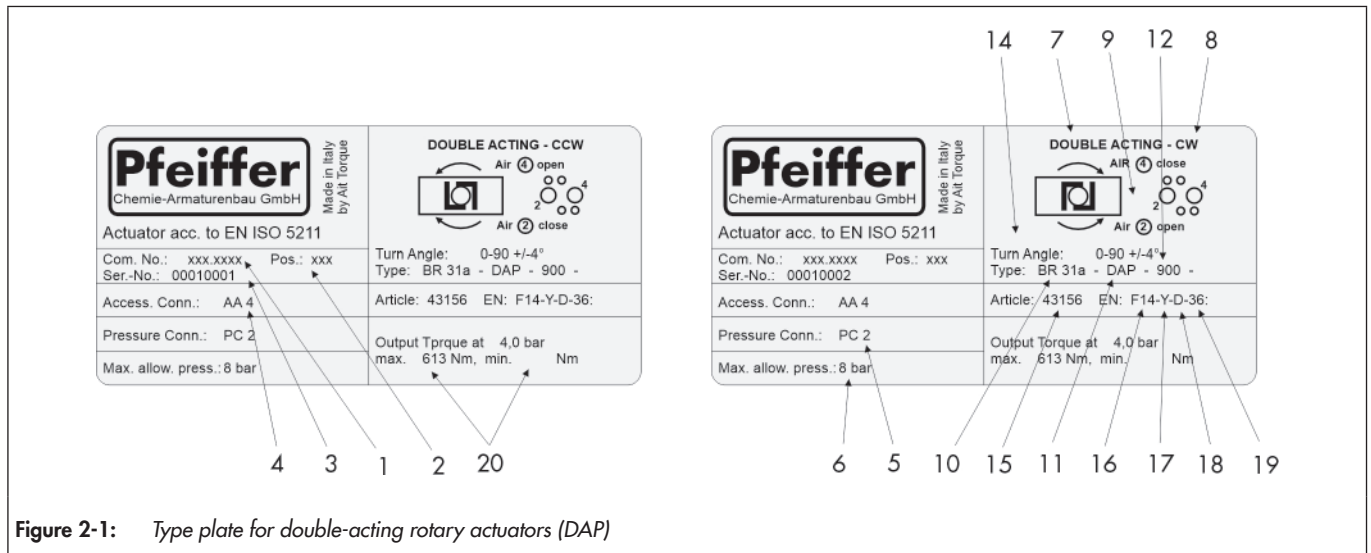 14 7 9 12 8
Pfeiffer
Chemie-Armaturenbau GmbH
Made in Italy
by Ait Torque
Actuator acc. to EN ISO 5211
Com. No.: xxx.xxxx Pos.: xxx
Ser.-No.: 00010001
Access. Conn.: AA 4
Pressure Conn.: PC 2
Max. allow. press.: 8 bar
DOUBLE ACTING - CCW
Air 4 open
2 4
Air 2 close
Turn Angle: 0-90 +/-4°
Type: BR 31a - DAP - 900 -
Article: 43156 EN: F14-Y-D-36:
Output Tprque at 4,0 bar
max. 613 Nm, min. Nm
4 3 1 2 20
Pfeiffer
Chemie-Armaturenbau GmbH
Made in Italy
by Ait Torque
Actuator acc. to EN ISO 5211
Com. No.: xxx.xxxx Pos.: xxx
Ser.-No.: 00010002
Access. Conn.: AA 4
Pressure Conn.: PC 2
Max. allow. press.: 8 bar
DOUBLE ACTING - CW
AIR 4 close
2 4
Air 2 open
Turn Angle: 0-90 +/-4°
Type: BR 31a - DAP - 900 -
Article: 43156 EN: F14-Y-D-36:
Output Torque at 4,0 bar
max. 613 Nm, min. Nm
6 5 10 15 11 16 17 18 19
Figure 2-1: Type plate for double-acting rotary actuators (DAP)